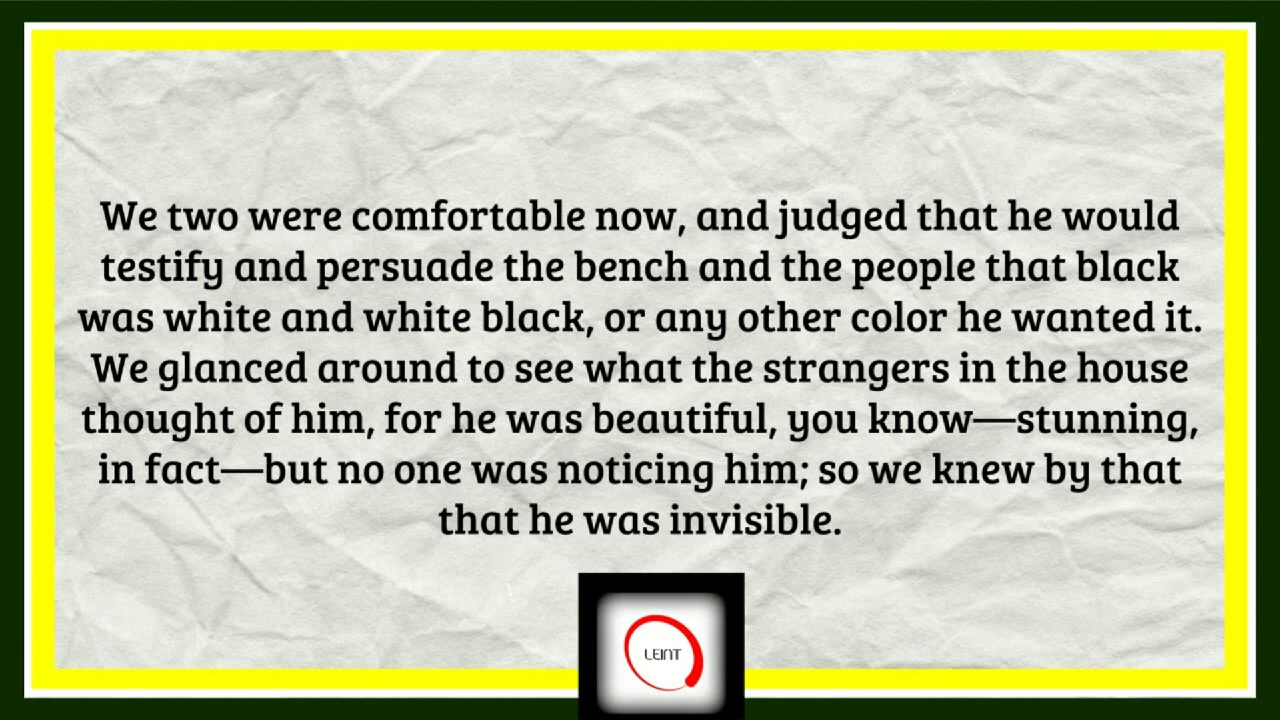 We two were comfortable now, and judged that he would
testify and persuade the bench and the people that black
was white and white black, or any other color he wanted it.
We glanced around to see what the strangers in the house
thought of him, for he was beautiful, you know—stunning,
in fact—but no one was noticing him; so we knew by that
that he was invisible.
LEINT